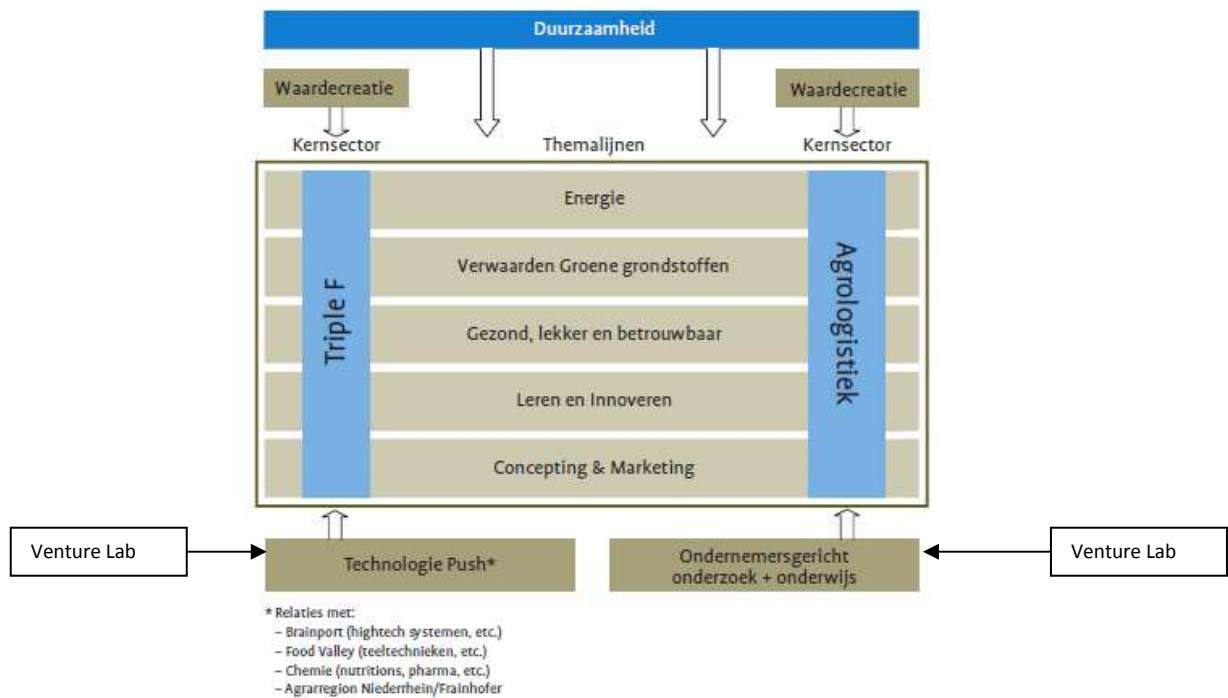 Duurzaamheid
Waardecreatie
Waardecreatie
Kernsector
Themalijnen
Kernsector
Energie
Verwaarden Groene grondstoffen
Gezond, lekker en betrouwbaar
Leren en Innoveren
Concepting & Marketing
Triple F
Agrologistiek
Venture Lab
Technologie Push*
Ondernemersgericht
onderzoek + onderwijs
Venture Lab
* Relaties met:
– Brainport (hightech systemen, etc.)
– Food Valley (teeltechnieken, etc.)
– Chemie (nutritions, pharma, etc.)
– Agrarregion Niederrhein/Frainhofer